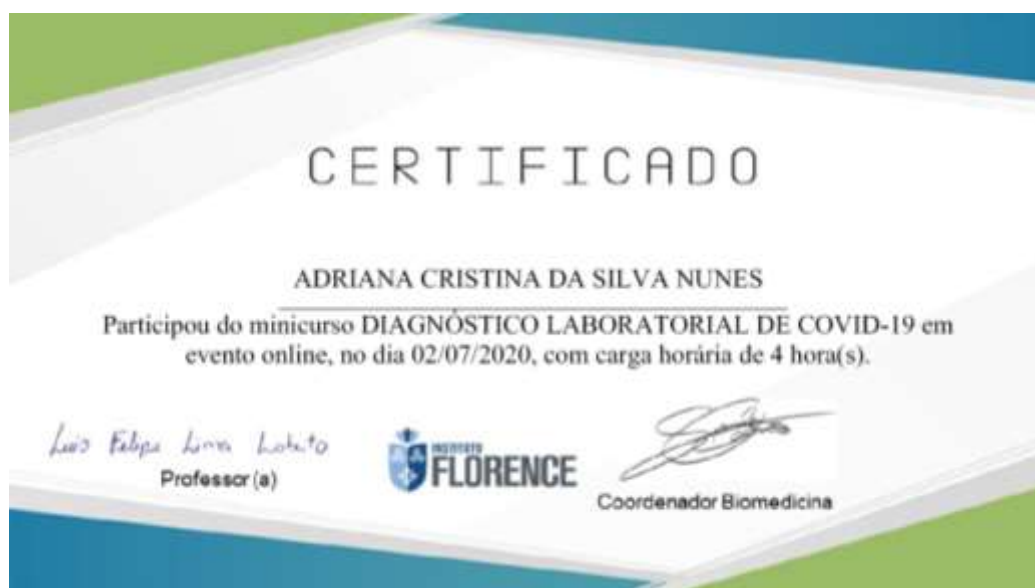 CERTIFICADO
ADRIANA CRISTINA DA SILVA NUNES
Participou do minicurso DIAGNÓSTICO LABORATORIAL DE COVID-19 em
evento online, no dia 02/07/2020, com carga horária de 4 hora(s).
Luis Felipe Lima
Professor (a)
INSTITUTO
FLORENCE
Coordenador Biomedicina